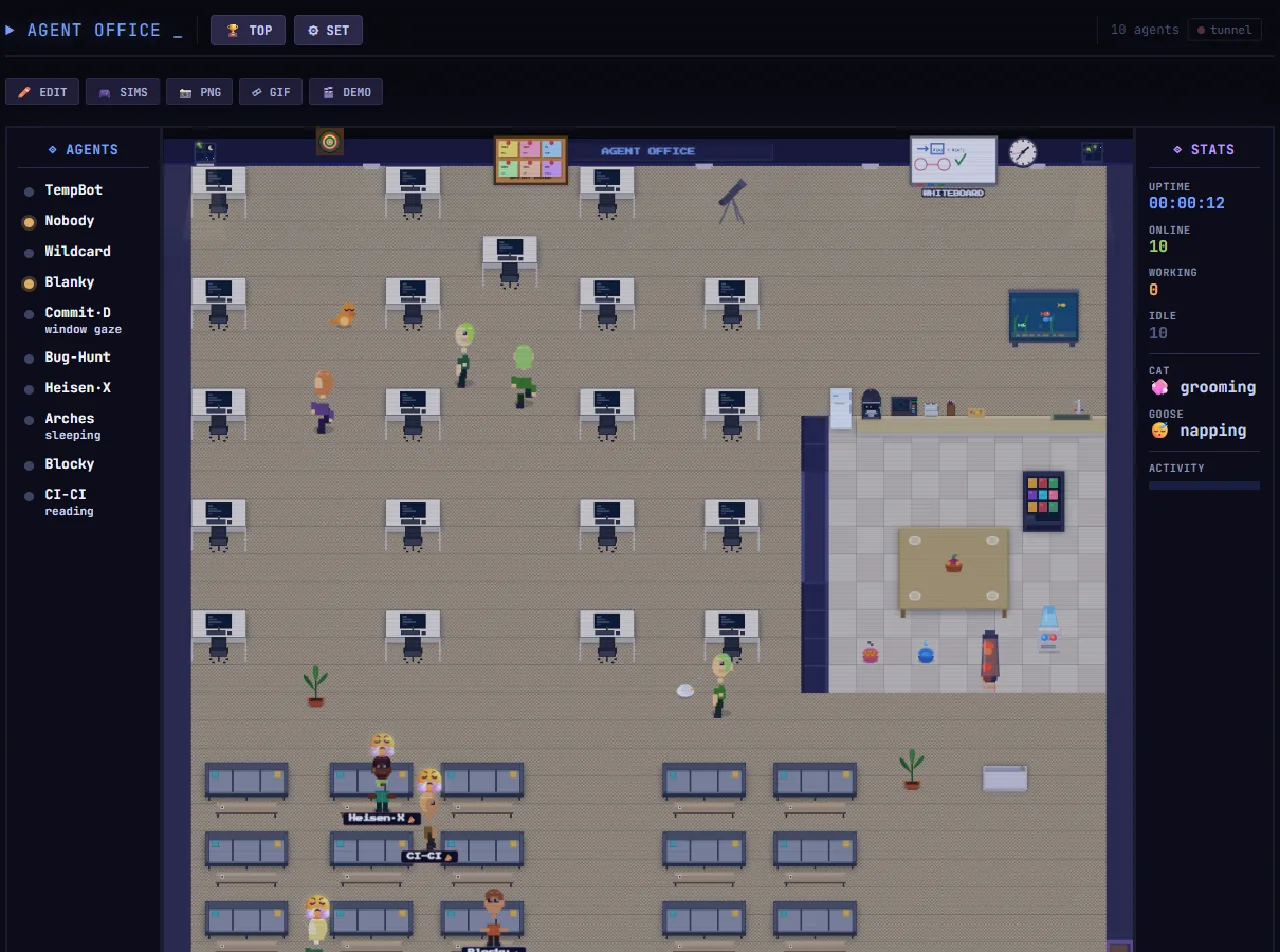 ▶ AGENT OFFICE _
🏆 TOP
⚙ SET
10 agents
tunnel
EDIT
SIMS
PNG
GIF
DEMO
AGENTS
TempBot
Nobody
Wildcard
Blanky
Commit·D
window gaze
Bug-Hunt
Heisen·X
Arches
sleeping
Blocky
CI-CI
reading
AGENT OFFICE
WHITEBOARD
Heisen-X
CI-CI
Blocky
STATS
UPTIME
00:00:12
ONLINE
10
WORKING
0
IDLE
10
CAT
grooming
GOOSE
napping
ACTIVITY